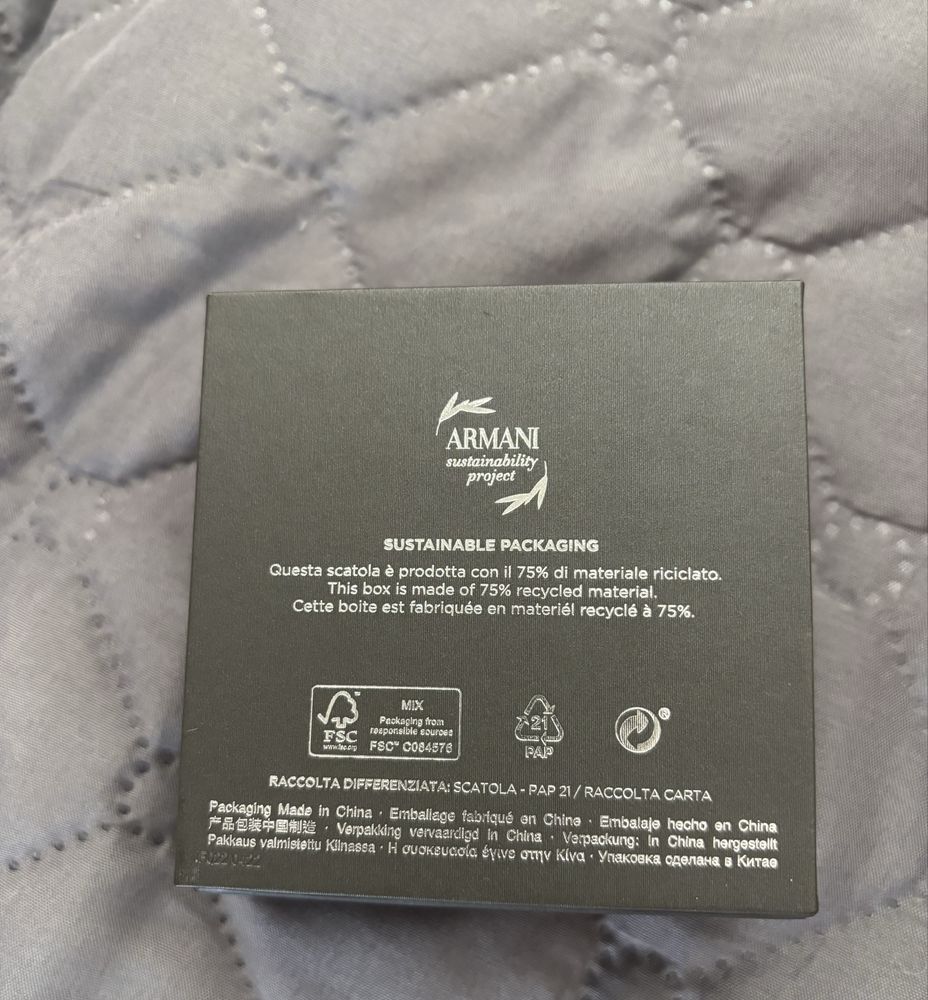 ARMANI
sustainability
project
SUSTAINABLE PACKAGING
Questa scatola è prodotta con il 75% di materiale riciclato.
This box is made of 75% recycled material.
Cette boite est fabriquée en materiél recyclé à 75%.
FSC
www.fsc.org
MIX
Packaging from
responsible sources
FSC™ C084576
21
PAP
®
RACCOLTA DIFFERENZIATA: SCATOLA - PAP 21 / RACCOLTA CARTA
Packaging Made in China · Emballage fabriqué en Chine · Embalaje hecho en China
产品包装中国制造 · Verpakking vervaardigd in China · Verpackung: in China hergestellt
Pakkaus valmistettu Kiinassa · Η συσκευασία έγινε στην Κίνα · Упаковка сделана в Китае